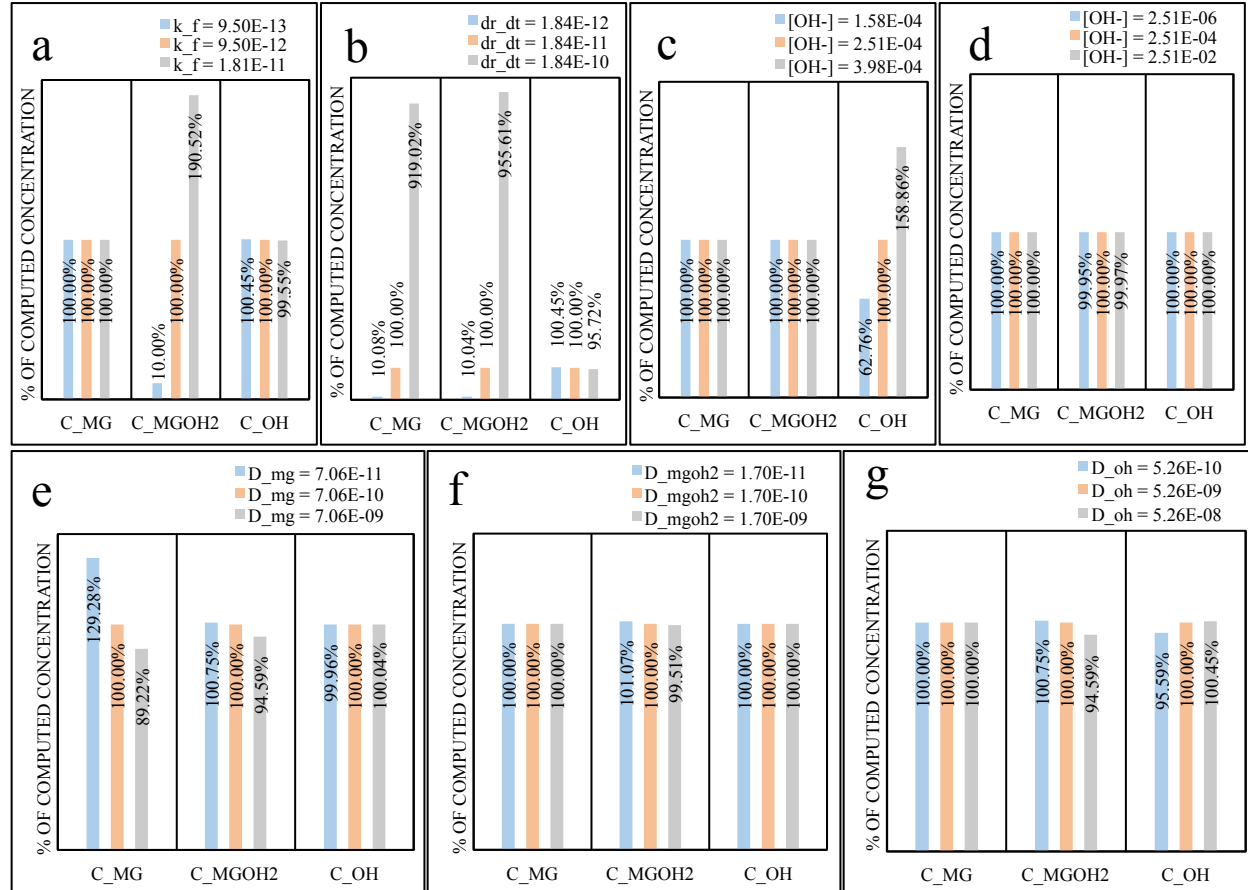 a
k_f = 9.50E-13
k_f = 9.50E-12
k_f = 1.81E-11
% OF COMPUTED CONCENTRATION
100.00%
100.00%
100.00%
10.00%
100.00%
190.52%
100.45%
100.00%
99.55%
C_MG
C_MGOH2
C_OH
b
dr_dt = 1.84E-12
dr_dt = 1.84E-11
dr_dt = 1.84E-10
% OF COMPUTED CONCENTRATION
10.08%
100.00%
919.02%
10.04%
100.00%
955.61%
100.45%
100.00%
95.72%
C_MG
C_MGOH2
C_OH
c
[OH-] = 1.58E-04
[OH-] = 2.51E-04
[OH-] = 3.98E-04
% OF COMPUTED CONCENTRATION
100.00%
100.00%
100.00%
100.00%
100.00%
100.00%
62.76%
100.00%
158.86%
C_MG
C_MGOH2
C_OH
d
[OH-] = 2.51E-06
[OH-] = 2.51E-04
[OH-] = 2.51E-02
% OF COMPUTED CONCENTRATION
100.00%
100.00%
100.00%
99.95%
100.00%
99.97%
100.00%
100.00%
100.00%
C_MG
C_MGOH2
C_OH
e
D_mg = 7.06E-11
D_mg = 7.06E-10
D_mg = 7.06E-09
% OF COMPUTED CONCENTRATION
129.28%
100.00%
89.22%
100.75%
100.00%
94.59%
99.96%
100.00%
100.04%
C_MG
C_MGOH2
C_OH
f
D_mgoh2 = 1.70E-11
D_mgoh2 = 1.70E-10
D_mgoh2 = 1.70E-09
% OF COMPUTED CONCENTRATION
100.00%
100.00%
100.00%
101.07%
100.00%
99.51%
100.00%
100.00%
100.00%
C_MG
C_MGOH2
C_OH
g
D_oh = 5.26E-10
D_oh = 5.26E-09
D_oh = 5.26E-08
% OF COMPUTED CONCENTRATION
100.00%
100.00%
100.00%
100.75%
100.00%
94.59%
95.59%
100.00%
100.45%
C_MG
C_MGOH2
C_OH